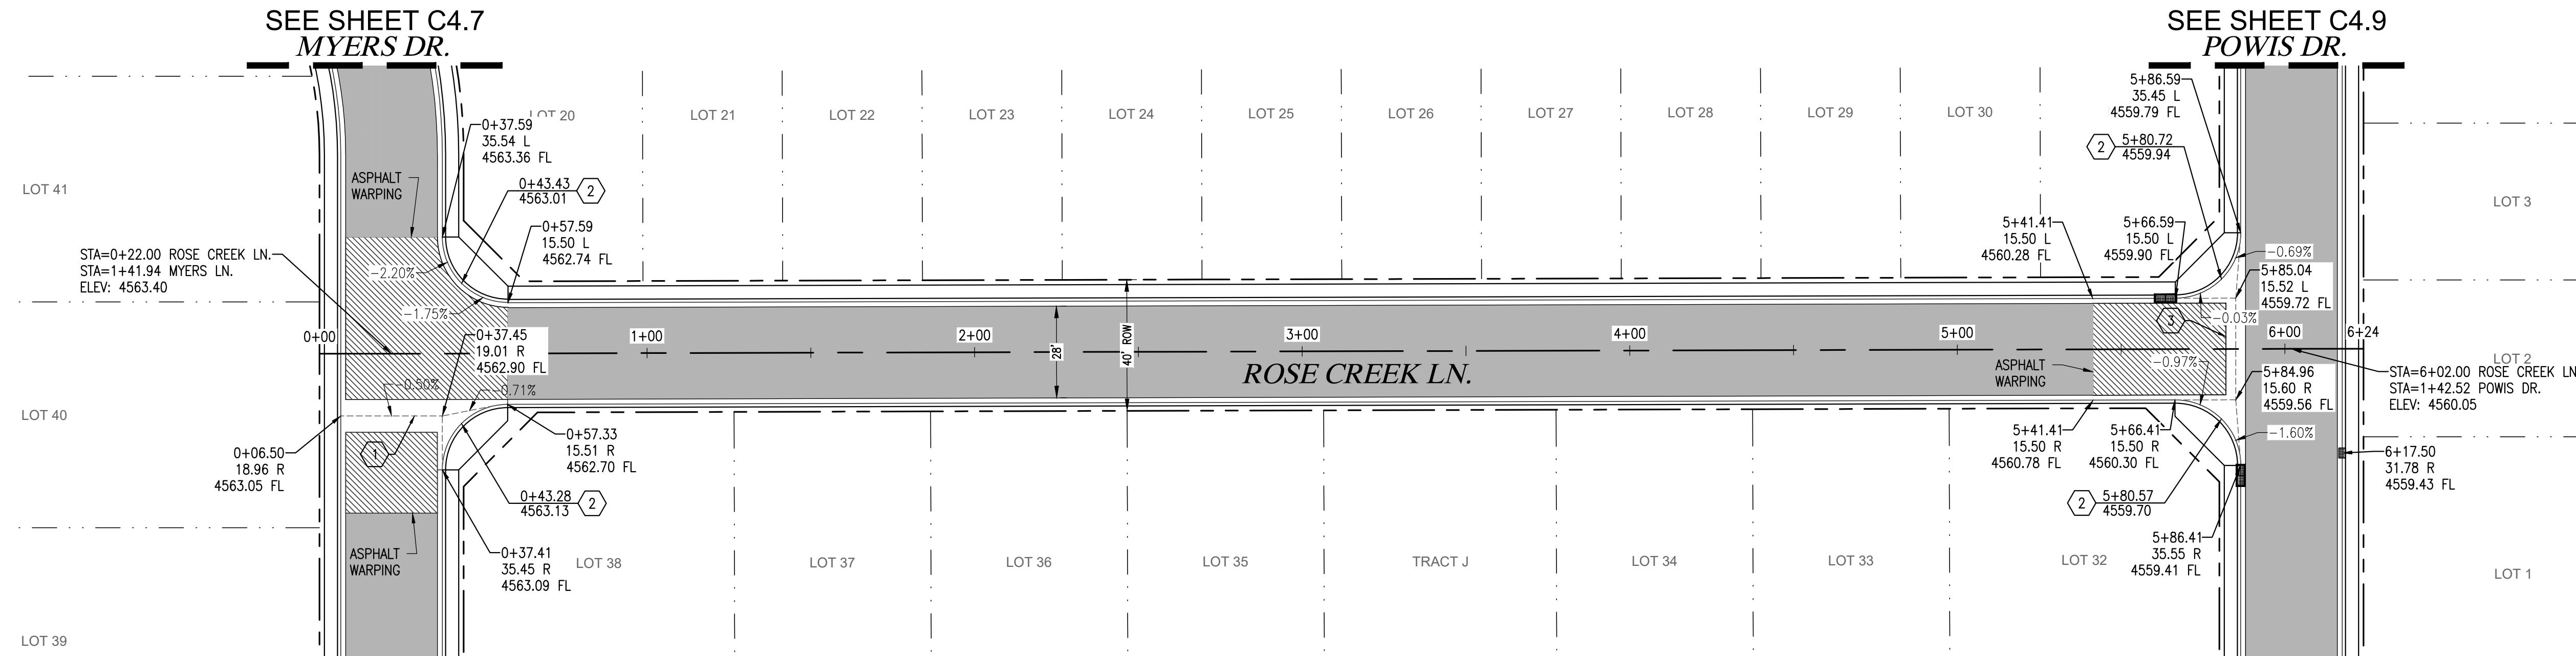 SEE SHEET C4.7
MYERS DR.
SEE SHEET C4.9
POWIS DR.
LOT 20
LOT 21
LOT 22
LOT 23
LOT 24
LOT 25
LOT 26
LOT 27
LOT 28
LOT 29
LOT 30
0+37.59
35.54 L
4563.36 FL
5+86.59
35.45 L
4559.79 FL
2
5+80.72
4559.94
LOT 41
ASPHALT
WARPING
0+43.43
4563.01
2
LOT 3
0+57.59
15.50 L
4562.74 FL
5+41.41
15.50 L
4560.28 FL
5+66.59
15.50 L
4559.90 FL
STA=0+22.00 ROSE CREEK LN.
STA=1+41.94 MYERS LN.
ELEV: 4563.40
-2.20%
-1.75%
-0.69%
5+85.04
15.52 L
4559.72 FL
-0.03%
3
0+00
0+37.45
19.01 R
4562.90 FL
1+00
2+00
3+00
4+00
5+00
6+00
6+24
28'
40' ROW
ROSE CREEK LN.
ASPHALT
WARPING
-0.97%
LOT 2
STA=6+02.00 ROSE CREEK LN
STA=1+42.52 POWIS DR.
ELEV: 4560.05
5+84.96
15.60 R
4559.56 FL
-0.50%
-0.71%
LOT 40
0+06.50
18.96 R
4563.05 FL
1
0+57.33
15.51 R
4562.70 FL
5+41.41
15.50 R
4560.78 FL
5+66.41
15.50 R
4560.30 FL
-1.60%
6+17.50
31.78 R
4559.43 FL
0+43.28
4563.13
2
2
5+80.57
4559.70
ASPHALT
WARPING
0+37.41
35.45 R
4563.09 FL
5+86.41
35.55 R
4559.41 FL
LOT 38
LOT 37
LOT 36
LOT 35
TRACT J
LOT 34
LOT 33
LOT 32
LOT 1
LOT 39